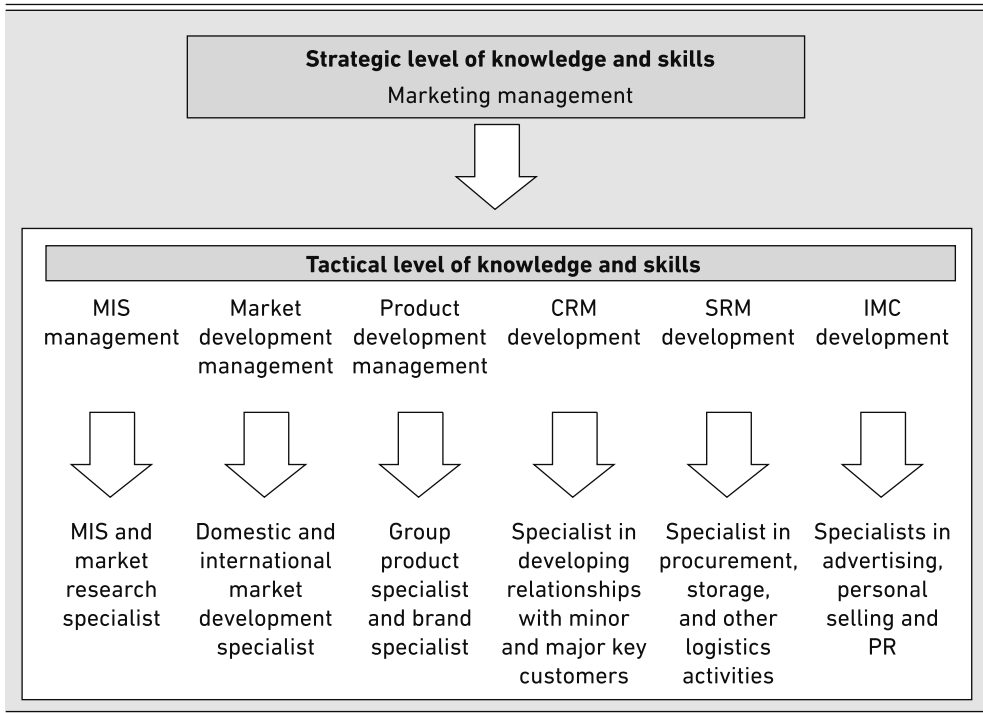 Strategic level of knowledge and skills
Marketing management
Tactical level of knowledge and skills
MIS
management
Market
development
management
Product
development
management
CRM
development
SRM
development
IMC
development
MIS and
market
research
specialist
Domestic and
international
market
development
specialist
Group
product
specialist
and brand
specialist
Specialist in
developing
relationships
with minor
and major key
customers
Specialist in
procurement,
storage,
and other
logistics
activities
Specialists in
advertising,
personal
selling and
PR